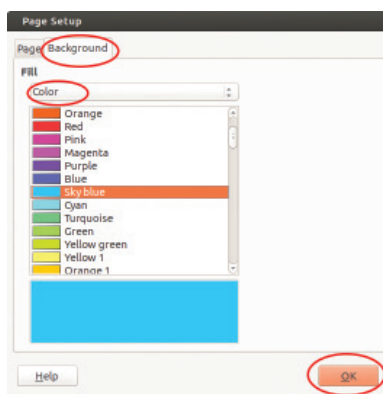 Page Setup
Page Background
Fill
Color
Orange
Red
Pink
Magenta
Purple
Blue
Sky blue
Cyan
Turquoise
Green
Yellow green
Yellow 1
Orange 1
Help OK